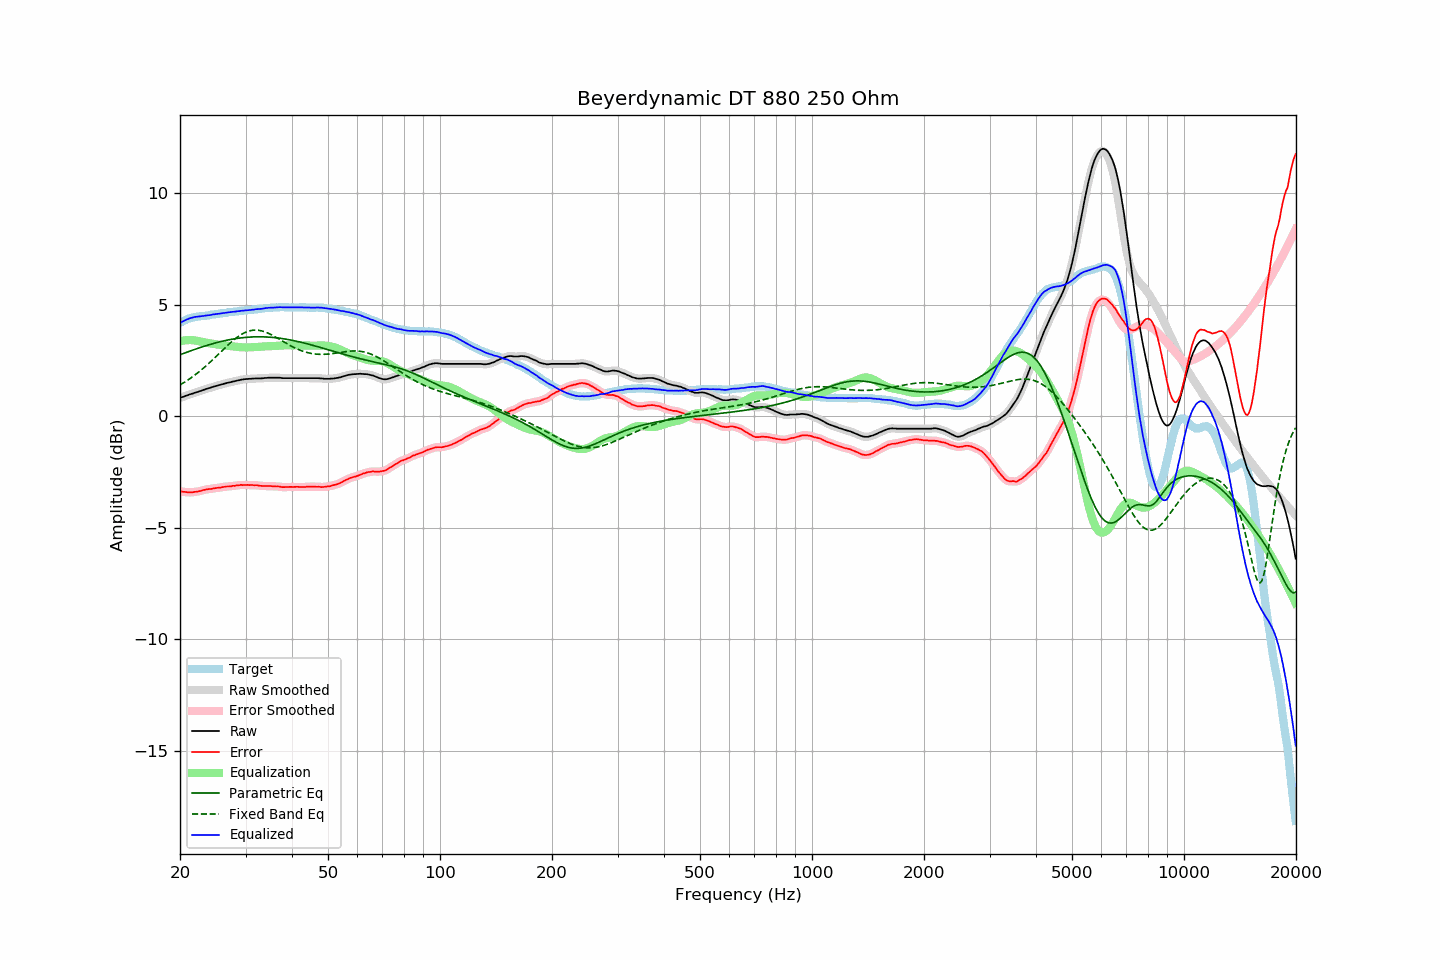 Beyerdynamic DT 880 250 Ohm
Amplitude (dBr)
10
5
0
−5
−10
−15
Target
Raw Smoothed
Error Smoothed
Raw
Error
Equalization
Parametric Eq
Fixed Band Eq
Equalized
20 50 100 200 500 1000 2000 5000 10000 20000
Frequency (Hz)